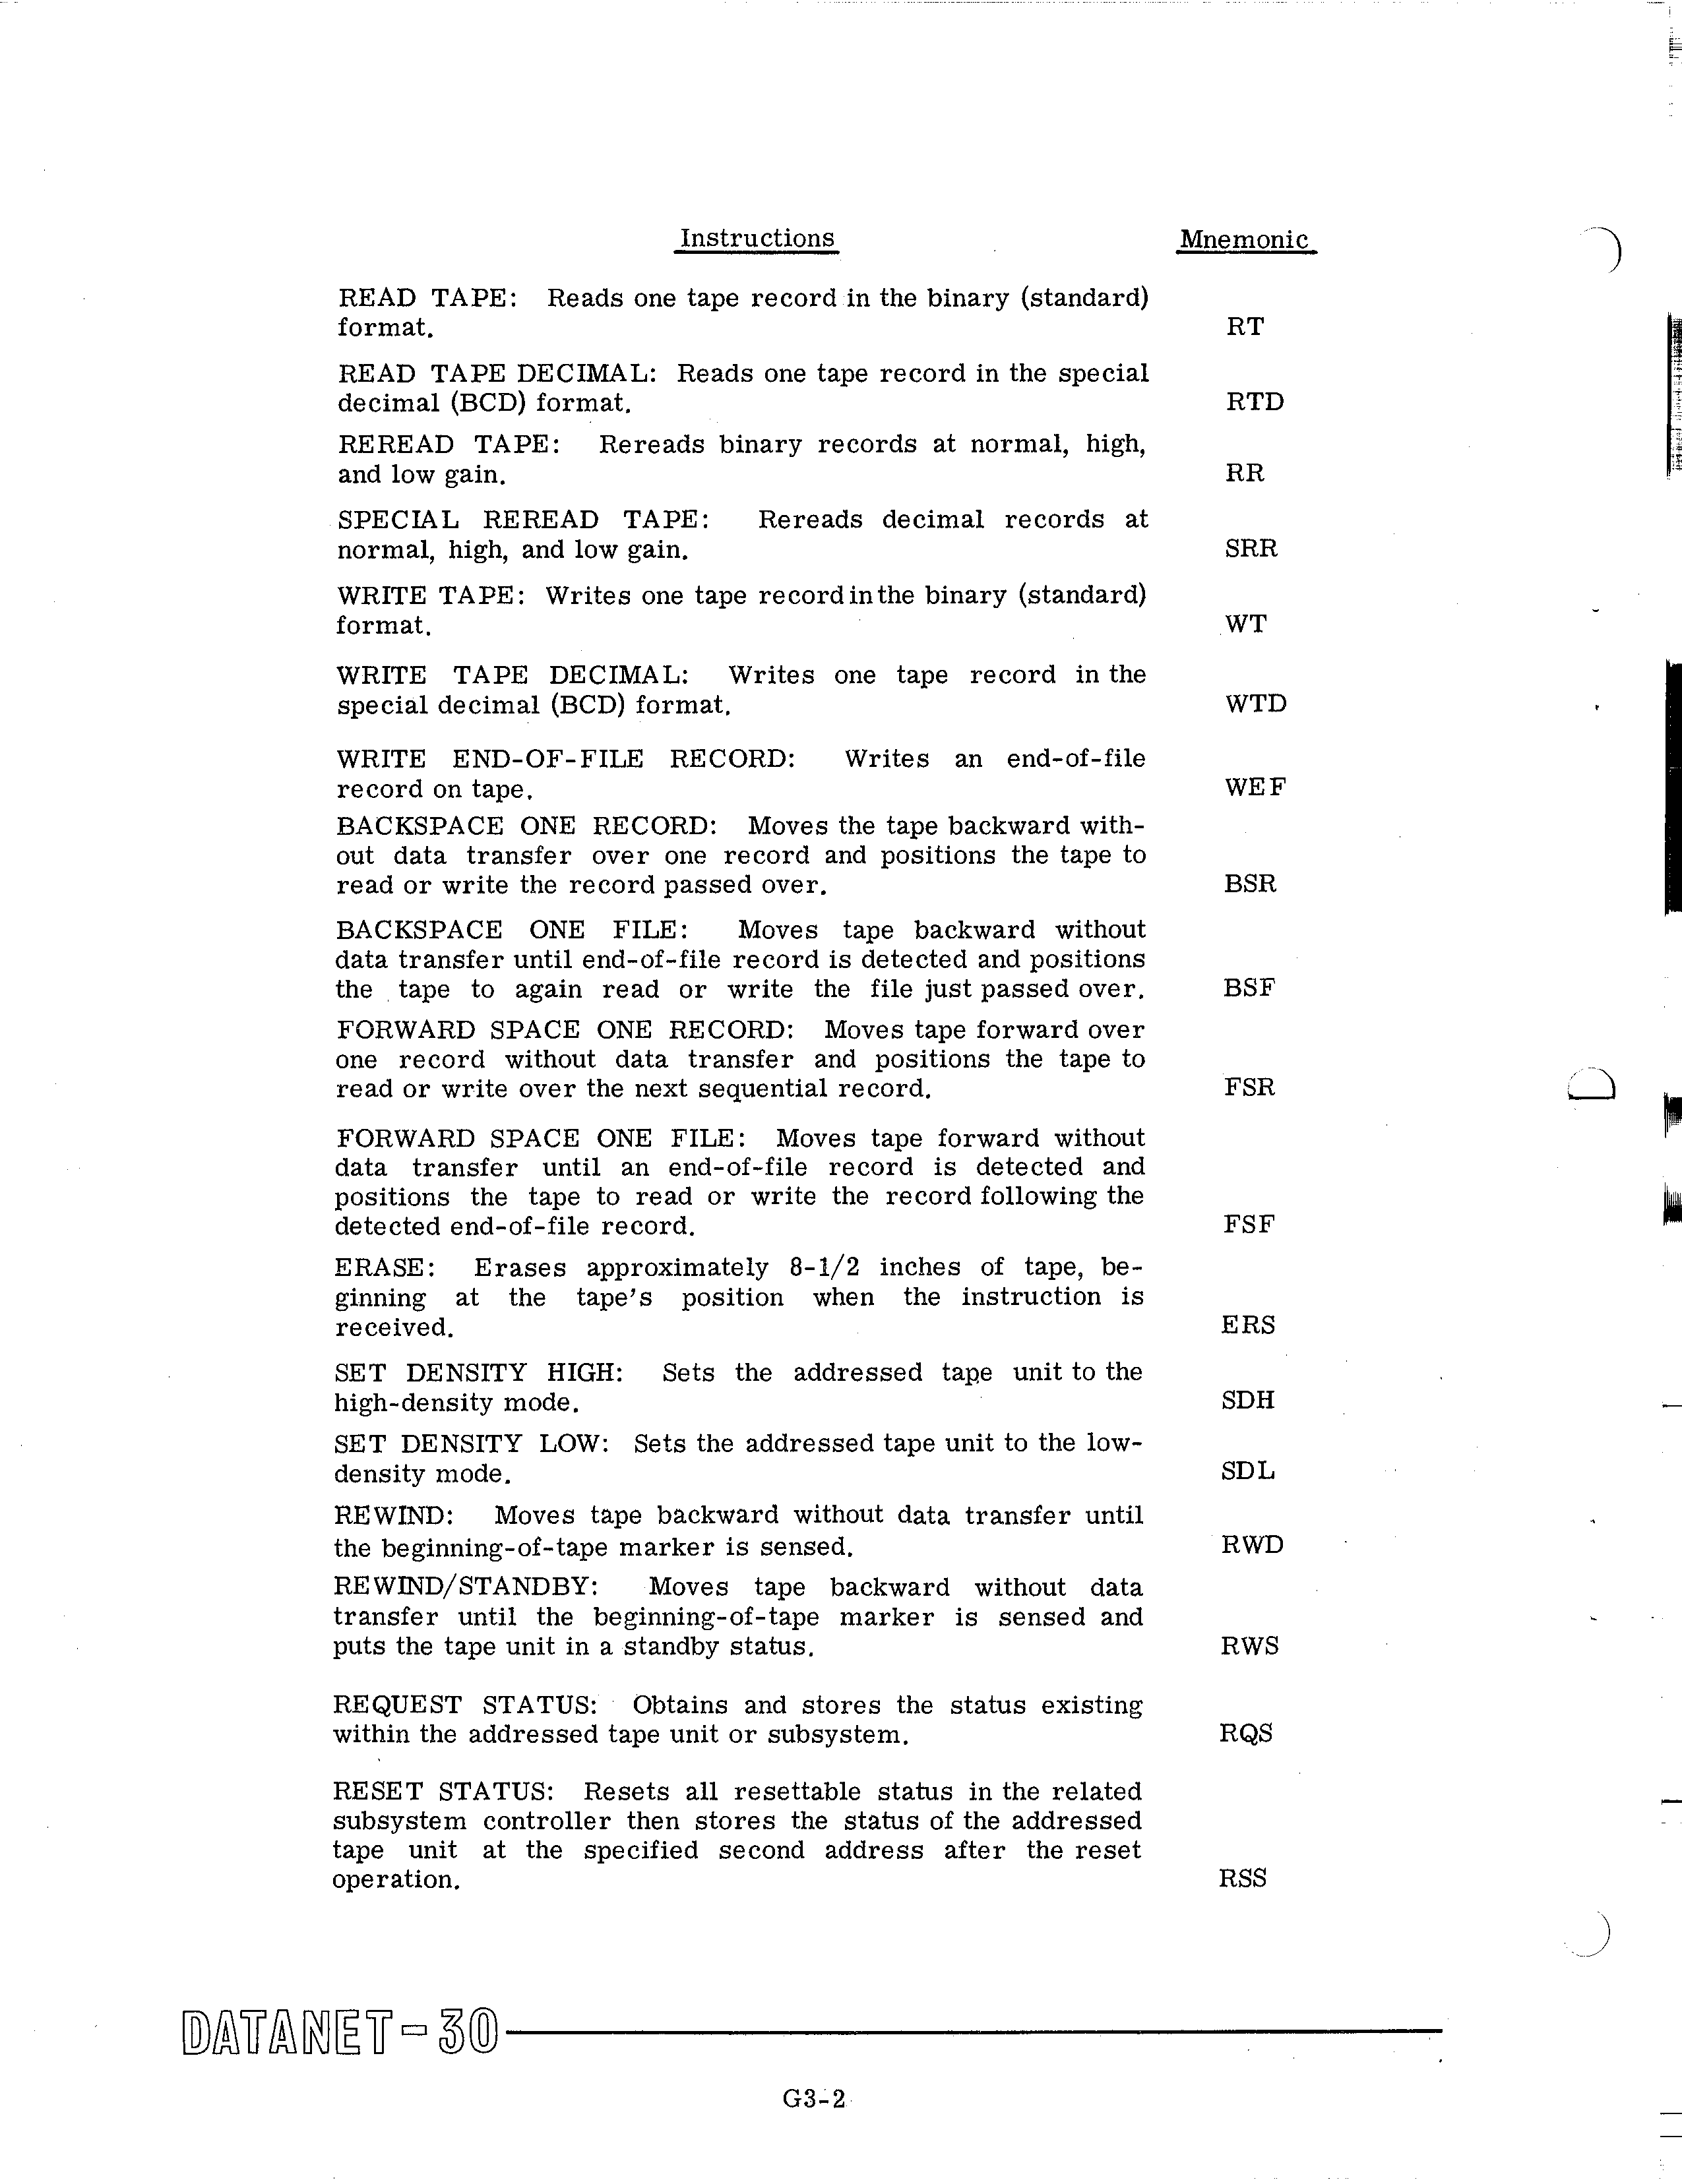 Instructions Mnemonic
READ TAPE: Reads one tape record in the binary (standard)
format. RT
READ TAPE DECIMAL: Reads one tape record in the special
decimal (BCD) format. RTD
REREAD TAPE: Rereads binary records at normal, high,
and low gain. RR
SPECIAL REREAD TAPE: Rereads decimal records at
normal, high, and low gain. SRR
WRITE TAPE: Writes one tape record in the binary (standard)
format. WT
WRITE TAPE DECIMAL: Writes one tape record in the
special decimal (BCD) format. WTD
WRITE END-OF-FILE RECORD: Writes an end-of-file
record on tape. WEF
BACKSPACE ONE RECORD: Moves the tape backward with-
out data transfer over one record and positions the tape to
read or write the record passed over. BSR
BACKSPACE ONE FILE: Moves tape backward without
data transfer until end-of-file record is detected and positions
the tape to again read or write the file just passed over. BSF
FORWARD SPACE ONE RECORD: Moves tape forward over
one record without data transfer and positions the tape to
read or write over the next sequential record. FSR
FORWARD SPACE ONE FILE: Moves tape forward without
data transfer until an end-of-file record is detected and
positions the tape to read or write the record following the
detected end-of-file record. FSF
ERASE: Erases approximately 8-1/2 inches of tape, be-
ginning at the tape's position when the instruction is
received. ERS
SET DENSITY HIGH: Sets the addressed tape unit to the
high-density mode. SDH
SET DENSITY LOW: Sets the addressed tape unit to the low-
density mode. SDL
REWIND: Moves tape backward without data transfer until
the beginning-of-tape marker is sensed. RWD
REWIND/STANDBY: Moves tape backward without data
transfer until the beginning-of-tape marker is sensed and
puts the tape unit in a standby status. RWS
REQUEST STATUS: Obtains and stores the status existing
within the addressed tape unit or subsystem. RQS
RESET STATUS: Resets all resettable status in the related
subsystem controller then stores the status of the addressed
tape unit at the specified second address after the reset
operation. RSS
DATANET-30
G3-2